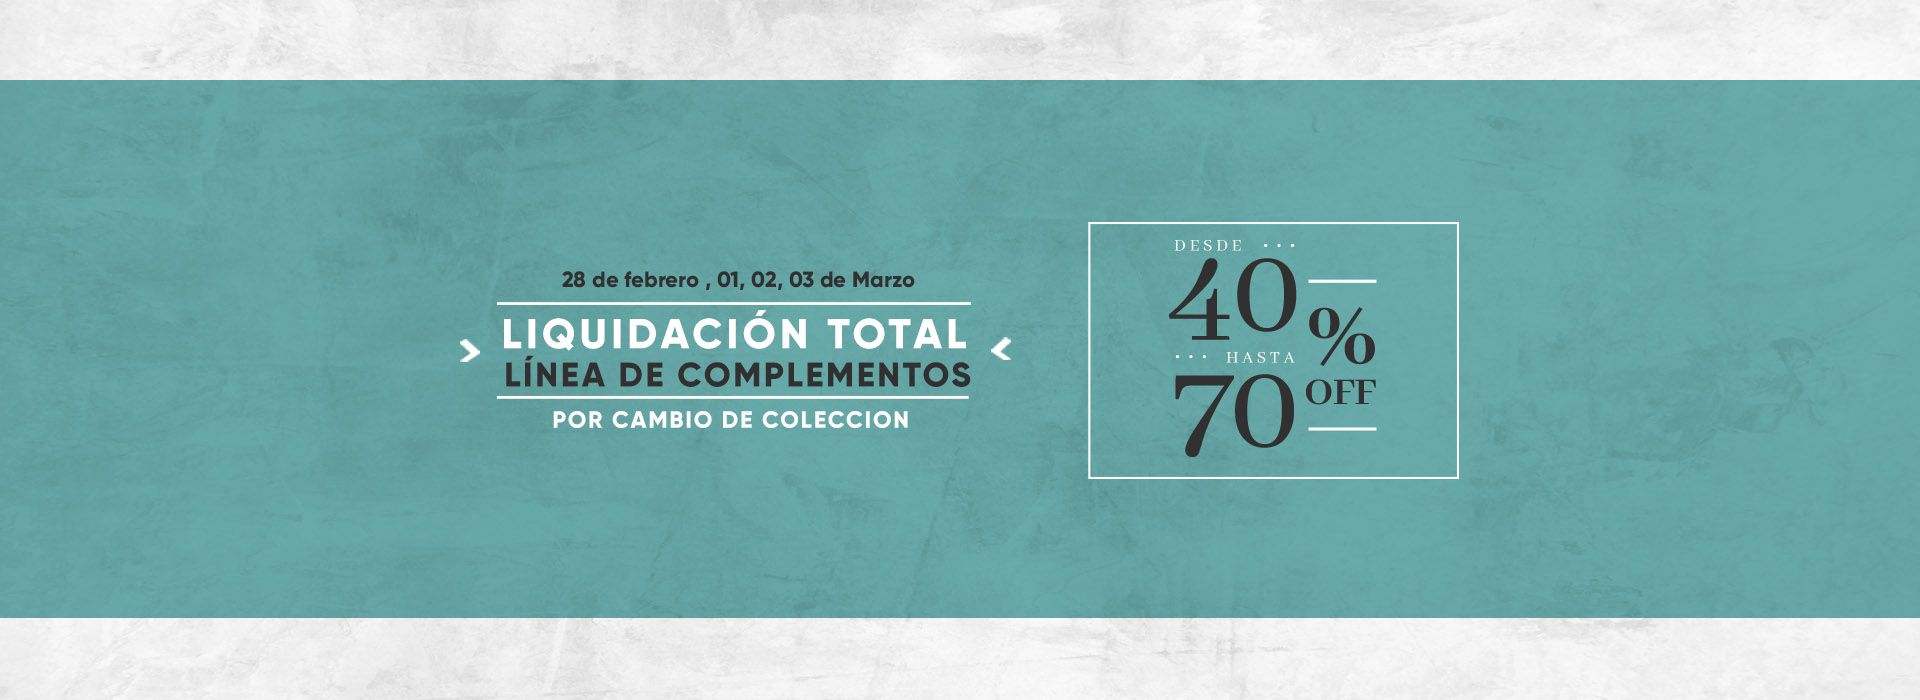 28 de febrero , 01, 02, 03 de Marzo
LIQUIDACIÓN TOTAL
LÍNEA DE COMPLEMENTOS
POR CAMBIO DE COLECCION
DESDE ...
40
%
... HASTA
70
OFF